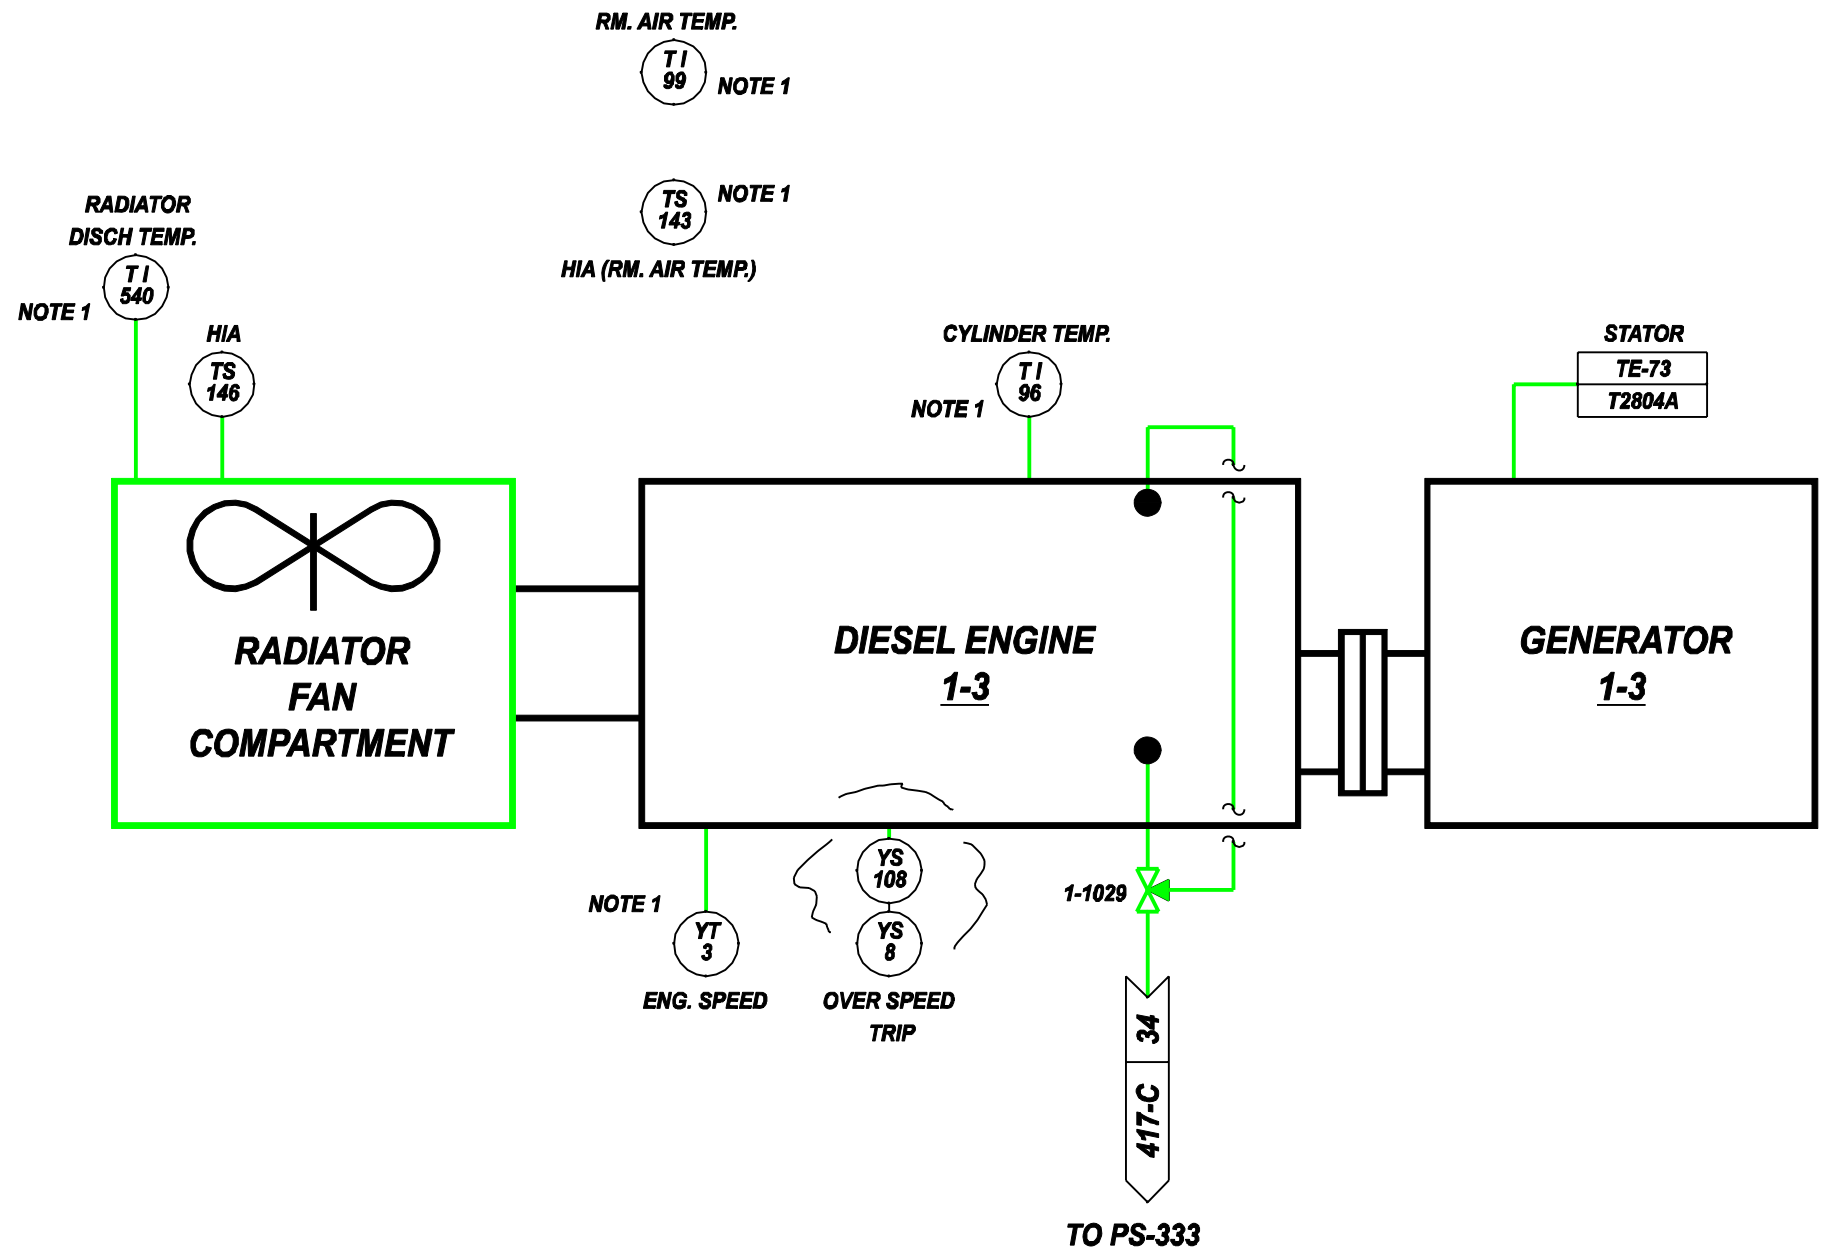 RM. AIR TEMP.
T I
99
NOTE 1
TS
143
NOTE 1
HIA (RM. AIR TEMP.)
RADIATOR
DISCH TEMP.
T I
540
NOTE 1
HIA
TS
146
CYLINDER TEMP.
T I
96
NOTE 1
STATOR
TE-73
T2804A
RADIATOR
FAN
COMPARTMENT
DIESEL ENGINE
1-3
GENERATOR
1-3
NOTE 1
YT
3
ENG. SPEED
YS
108
YS
8
OVER SPEED
TRIP
1-1029
34
417-C
TO PS-333